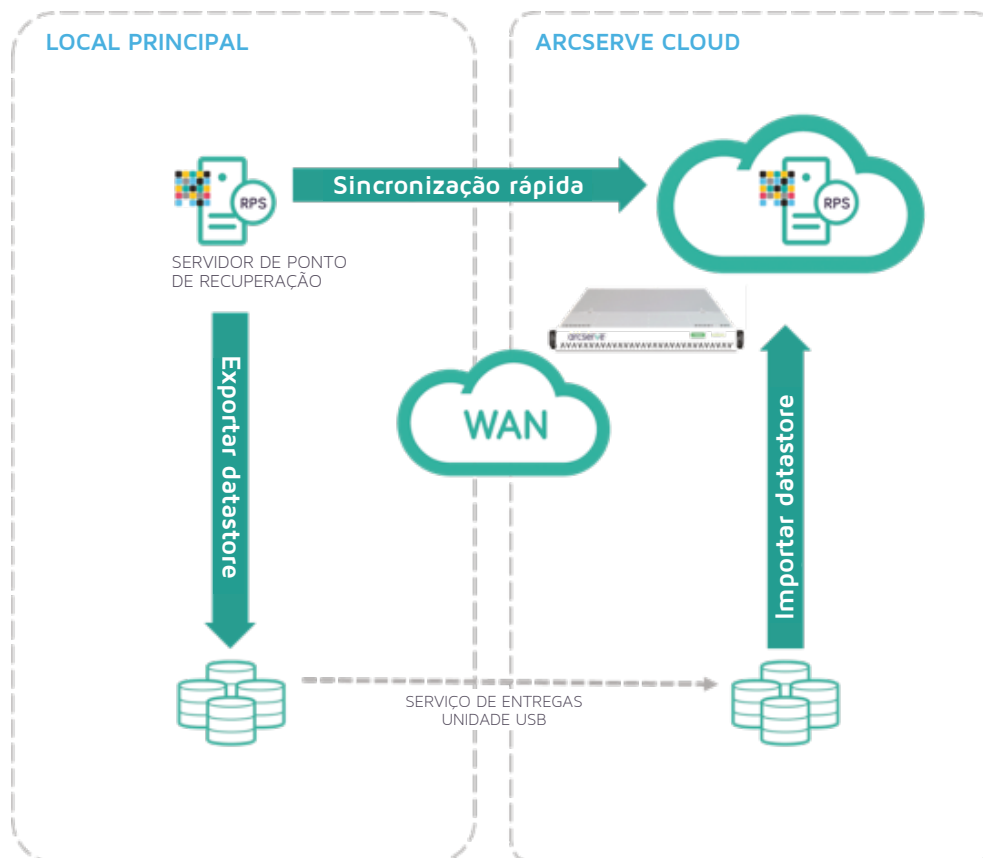 LOCAL PRINCIPAL
ARCSERVE CLOUD
Sincronização rápida
RPS
RPS
SERVIDOR DE PONTO
DE RECUPERAÇÃO
arcserve
Exportar datastore
WAN
Importar datastore
SERVIÇO DE ENTREGAS
UNIDADE USB